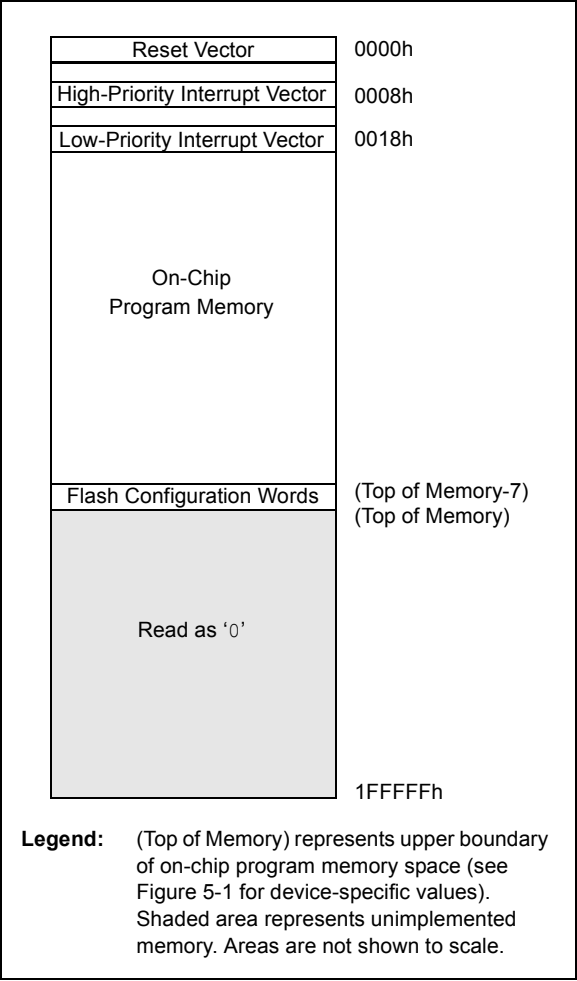 Reset Vector 0000h
High-Priority Interrupt Vector 0008h
Low-Priority Interrupt Vector 0018h
On-Chip
Program Memory
Flash Configuration Words (Top of Memory-7)
(Top of Memory)
Read as ‘0’
1FFFFFh
Legend: (Top of Memory) represents upper boundary
of on-chip program memory space (see
Figure 5-1 for device-specific values).
Shaded area represents unimplemented
memory. Areas are not shown to scale.